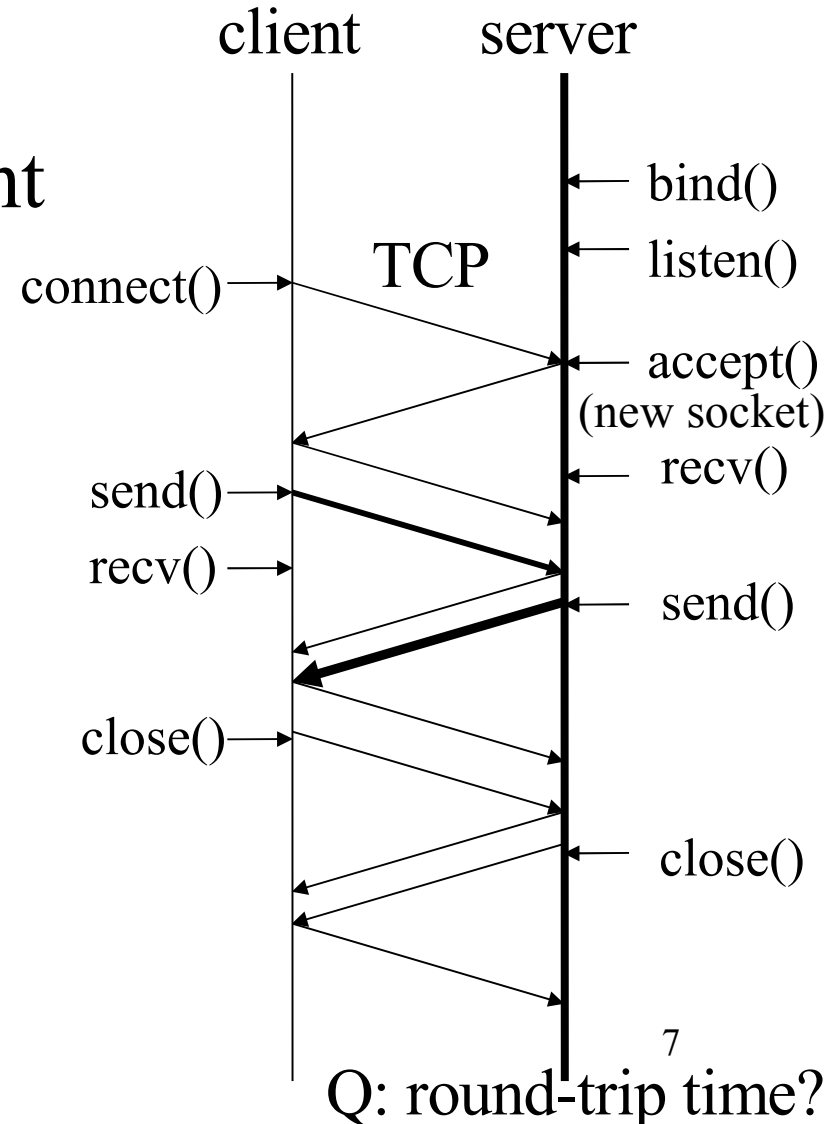 client server
bind()
nt
listen()
TCP
connect()
accept()
(new socket)
recv()
send()
recv()
send()
close()
close()
7
Q: round-trip time?